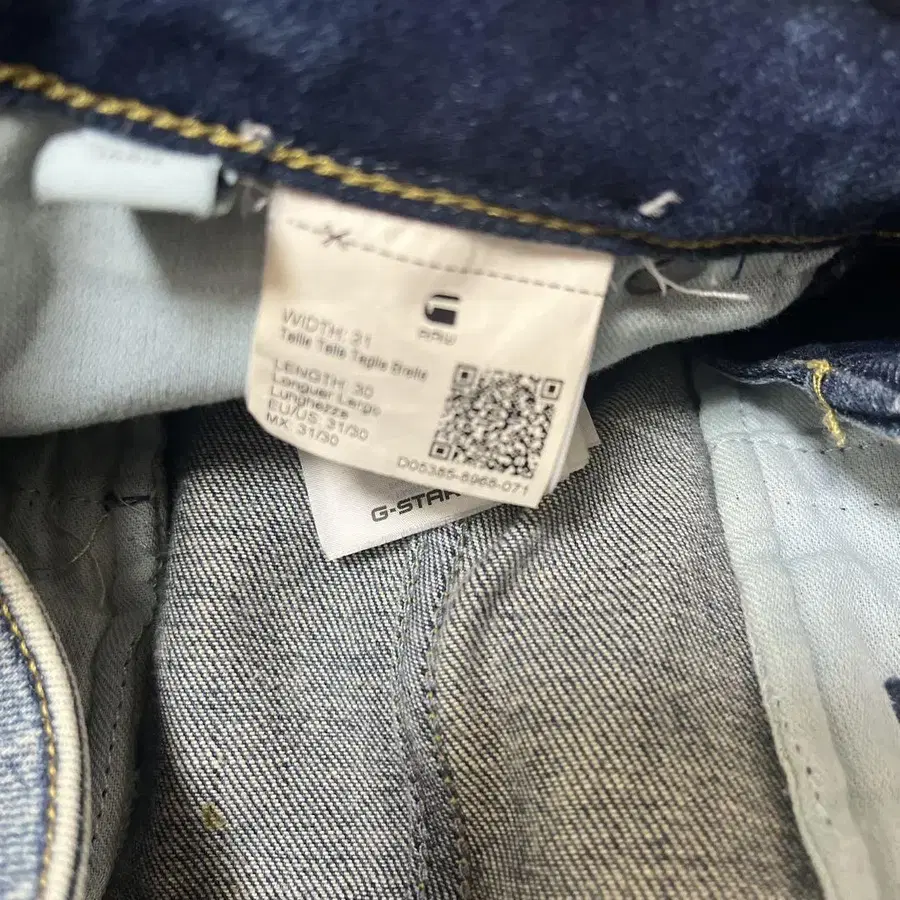 RAW
WIDTH: 31
Taille Talla Taglia Breite
LENGTH: 30
Longuer Largo
Lunghezza
EU/US: 31/30
MX: 31/30
D05385-8968-071
G-STAR